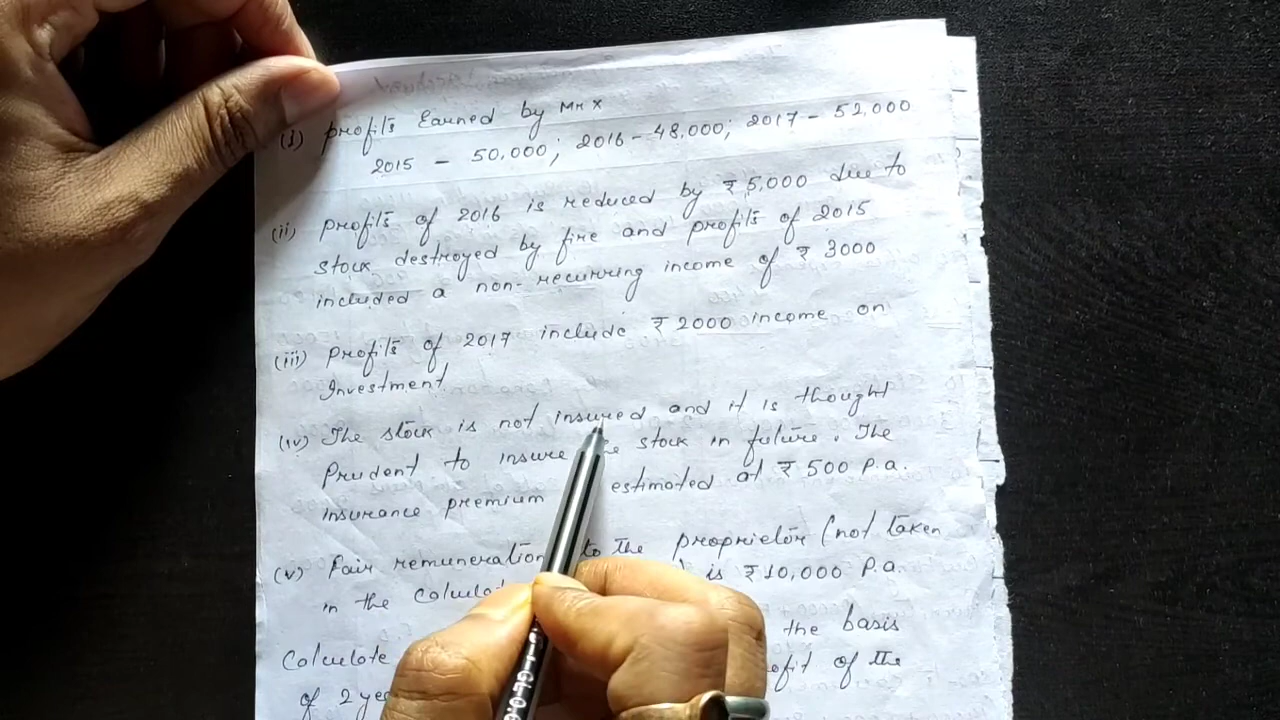 (i) Profits Earned by Mr X
2015 - 50,000; 2016 - 48,000; 2017 - 52,000
(ii) Profits of 2016 is reduced by ₹ 5,000 due to
stock destroyed by fire and profits of 2015
included a non-recurring income of ₹ 3000
(iii) Profits of 2017 include ₹ 2000 income on
Investment
(iv) The stock is not insured and it is thought
Prudent to insure stock in future. The
insurance premium estimated at ₹ 500 P.a.
(v) Fair remuneration to the proprietor (not taken
in the is ₹ 10,000 P.a.
Calculate the basis
of 2 of the